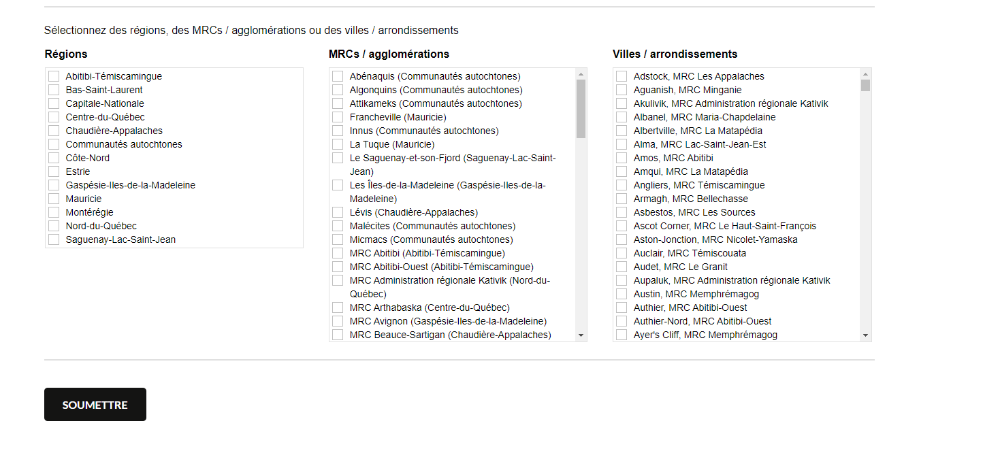 Sélectionnez des régions, des MRCs / agglomérations ou des villes / arrondissements
Régions
Abitibi-Témiscamingue
Bas-Saint-Laurent
Capitale-Nationale
Centre-du-Québec
Chaudière-Appalaches
Communautés autochtones
Côte-Nord
Estrie
Gaspésie-Iles-de-la-Madeleine
Mauricie
Montérégie
Nord-du-Québec
Saguenay-Lac-Saint-Jean
MRCs / agglomérations
Abénaquis (Communautés autochtones)
Algonquins (Communautés autochtones)
Attikameks (Communautés autochtones)
Francheville (Mauricie)
Innus (Communautés autochtones)
La Tuque (Mauricie)
Le Saguenay-et-son-Fjord (Saguenay-Lac-Saint-
Jean)
Les Îles-de-la-Madeleine (Gaspésie-Iles-de-la-
Madeleine)
Lévis (Chaudière-Appalaches)
Malécites (Communautés autochtones)
Micmacs (Communautés autochtones)
MRC Abitibi (Abitibi-Témiscamingue)
MRC Abitibi-Ouest (Abitibi-Témiscamingue)
MRC Administration régionale Kativik (Nord-du-
Québec)
MRC Arthabaska (Centre-du-Québec)
MRC Avignon (Gaspésie-Iles-de-la-Madeleine)
MRC Beauce-Sartigan (Chaudière-Appalaches)
Villes / arrondissements
Adstock, MRC Les Appalaches
Aguanish, MRC Minganie
Akulivik, MRC Administration régionale Kativik
Albanel, MRC Maria-Chapdelaine
Albertville, MRC La Matapédia
Alma, MRC Lac-Saint-Jean-Est
Amos, MRC Abitibi
Amqui, MRC La Matapédia
Angliers, MRC Témiscamingue
Armagh, MRC Bellechasse
Asbestos, MRC Les Sources
Ascot Corner, MRC Le Haut-Saint-François
Aston-Jonction, MRC Nicolet-Yamaska
Auclair, MRC Témiscouata
Audet, MRC Le Granit
Aupaluk, MRC Administration régionale Kativik
Austin, MRC Memphrémagog
Authier, MRC Abitibi-Ouest
Authier-Nord, MRC Abitibi-Ouest
Ayer's Cliff, MRC Memphrémagog
SOUMETTRE